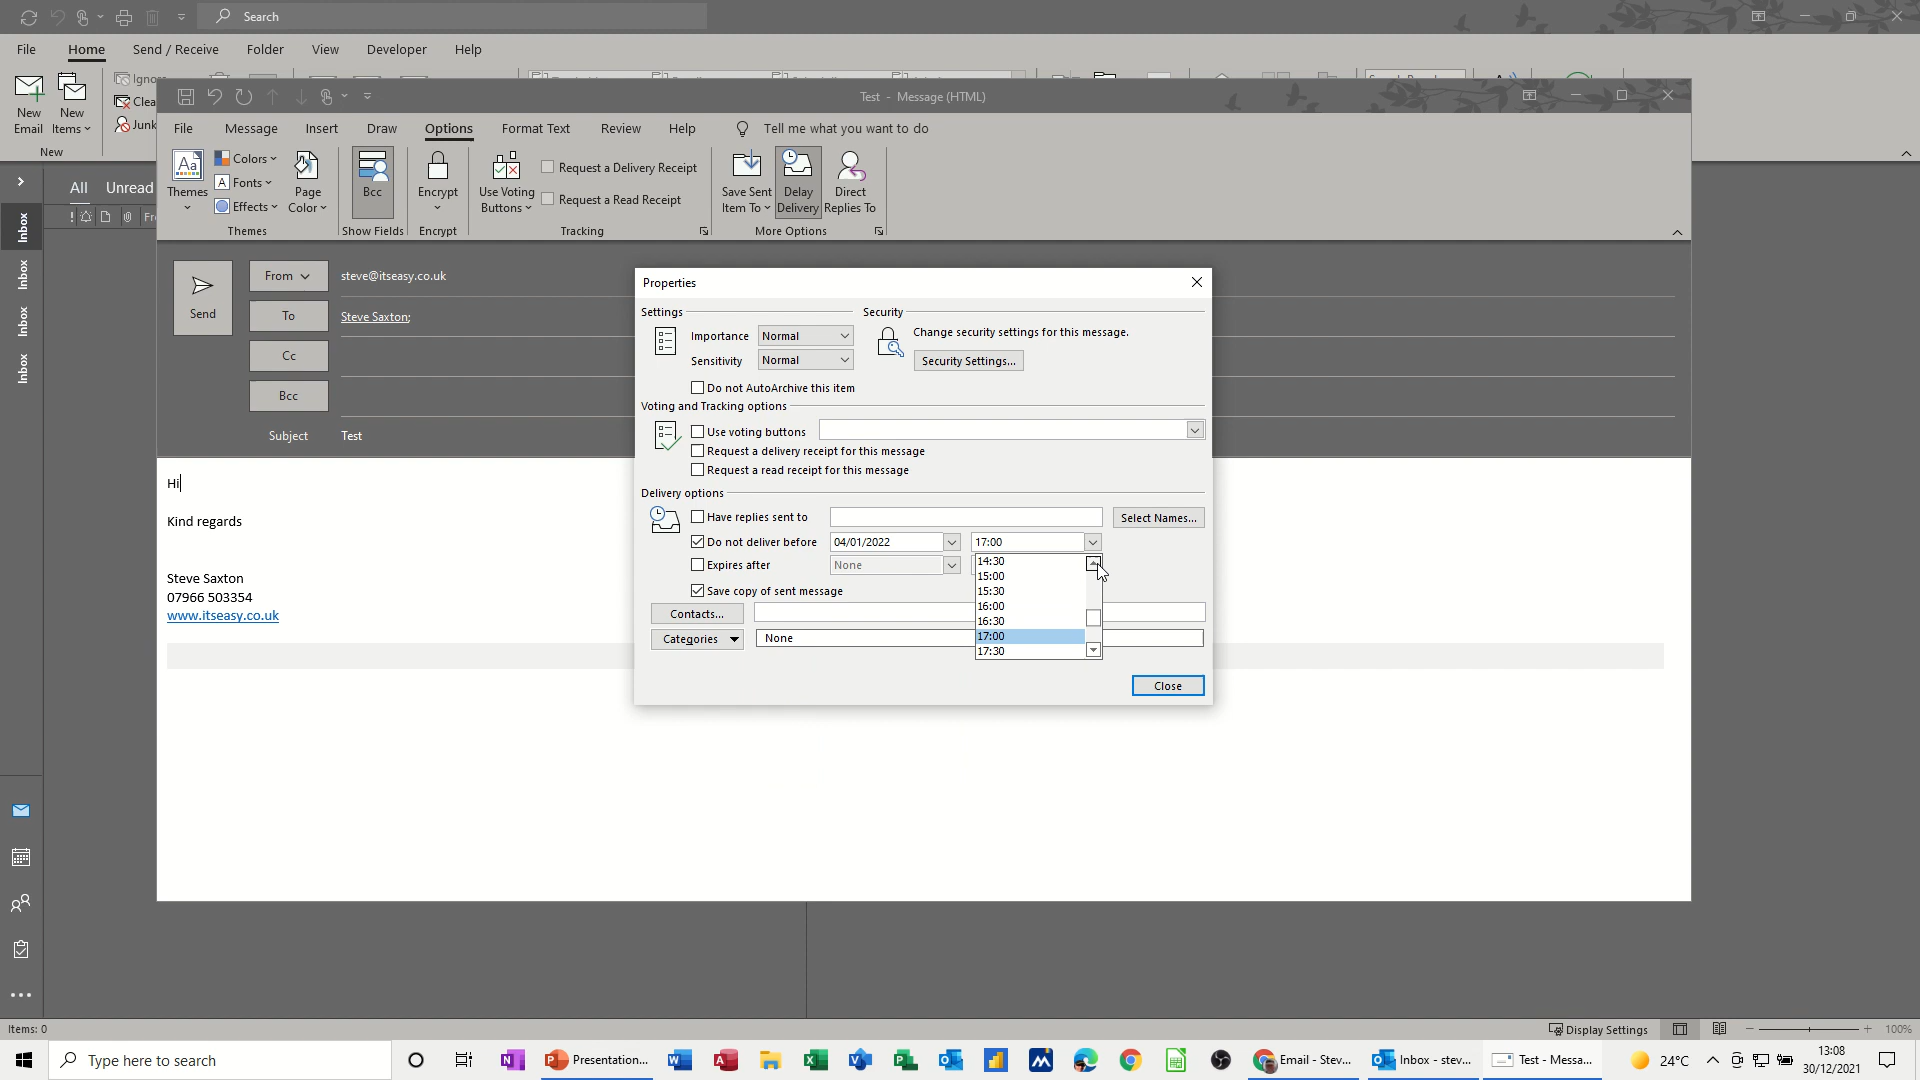 Search
File Home Send / Receive Folder View Developer Help
New Email
New Items
Junk
New
Test - Message (HTML)
File Message Insert Draw Options Format Text Review Help Tell me what you want to do
Themes
Colors
Fonts
Effects
Page Color
Bcc
Encrypt
Use Voting Buttons
Request a Delivery Receipt
Request a Read Receipt
Save Sent Item To
Delay Delivery
Direct Replies To
Themes Show Fields Encrypt Tracking More Options
All Unread
Inbox
Inbox
Inbox
Inbox
Send
From steve@itseasy.co.uk
To Steve Saxton;
Cc
Bcc
Subject Test
Hi
Kind regards
Steve Saxton
07966 503354
www.itseasy.co.uk
Properties
Settings
Security
Importance Normal
Sensitivity Normal
Change security settings for this message.
Security Settings...
Do not AutoArchive this item
Voting and Tracking options
Use voting buttons
Request a delivery receipt for this message
Request a read receipt for this message
Delivery options
Have replies sent to
Select Names...
Do not deliver before 04/01/2022 17:00
Expires after None
14:30
15:00
15:30
16:00
16:30
17:00
17:30
Save copy of sent message
Contacts...
Categories None
Close
Items: 0
Display Settings
100%
Type here to search
Presentation...
Email - Stev...
Inbox - stev...
Test - Messa...
24°C
13:08
30/12/2021